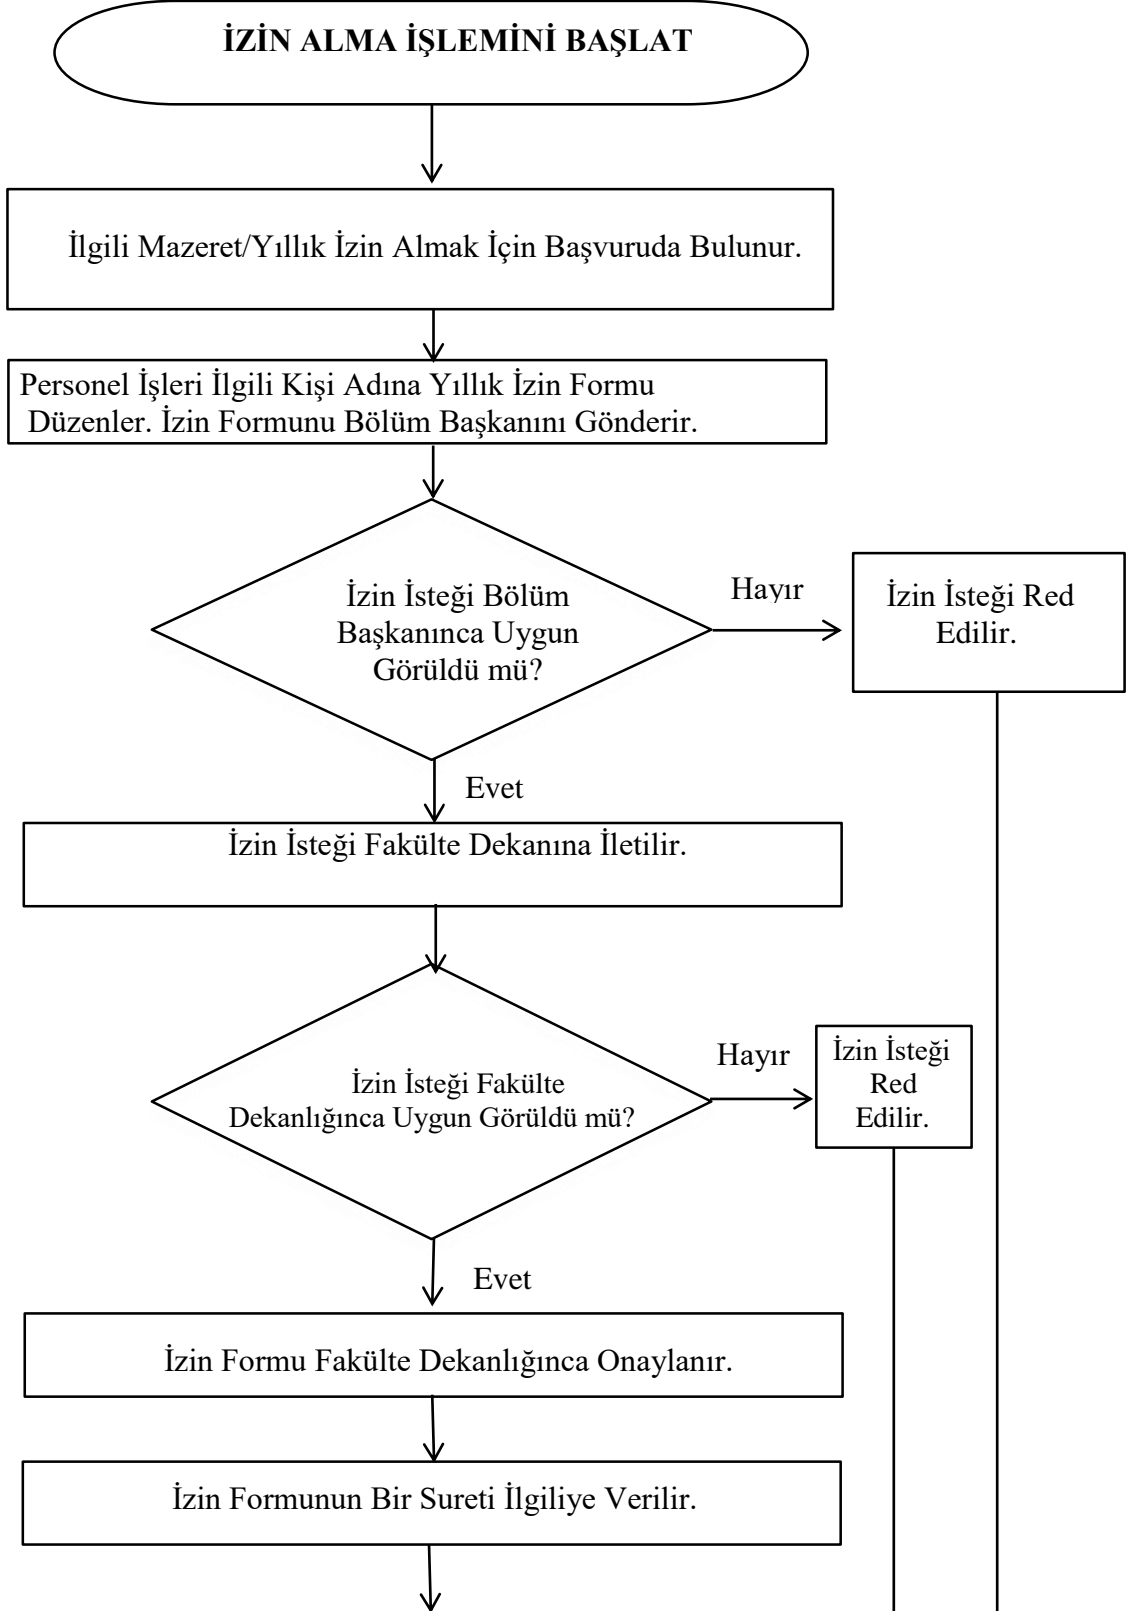 İZİN ALMA İŞLEMİNİ BAŞLAT
İlgili Mazeret/Yıllık İzin Almak İçin Başvuruda Bulunur.
Personel İşleri İlgili Kişi Adına Yıllık İzin Formu
Düzenler. İzin Formunu Bölüm Başkanını Gönderir.
İzin İsteği Bölüm
Başkanınca Uygun
Görüldü mü?
Hayır
İzin İsteği Red
Edilir.
Evet
İzin İsteği Fakülte Dekanına İletilir.
İzin İsteği Fakülte
Dekanlığınca Uygun Görüldü mü?
Hayır
İzin İsteği
Red
Edilir.
Evet
İzin Formu Fakülte Dekanlığınca Onaylanır.
İzin Formunun Bir Sureti İlgiliye Verilir.